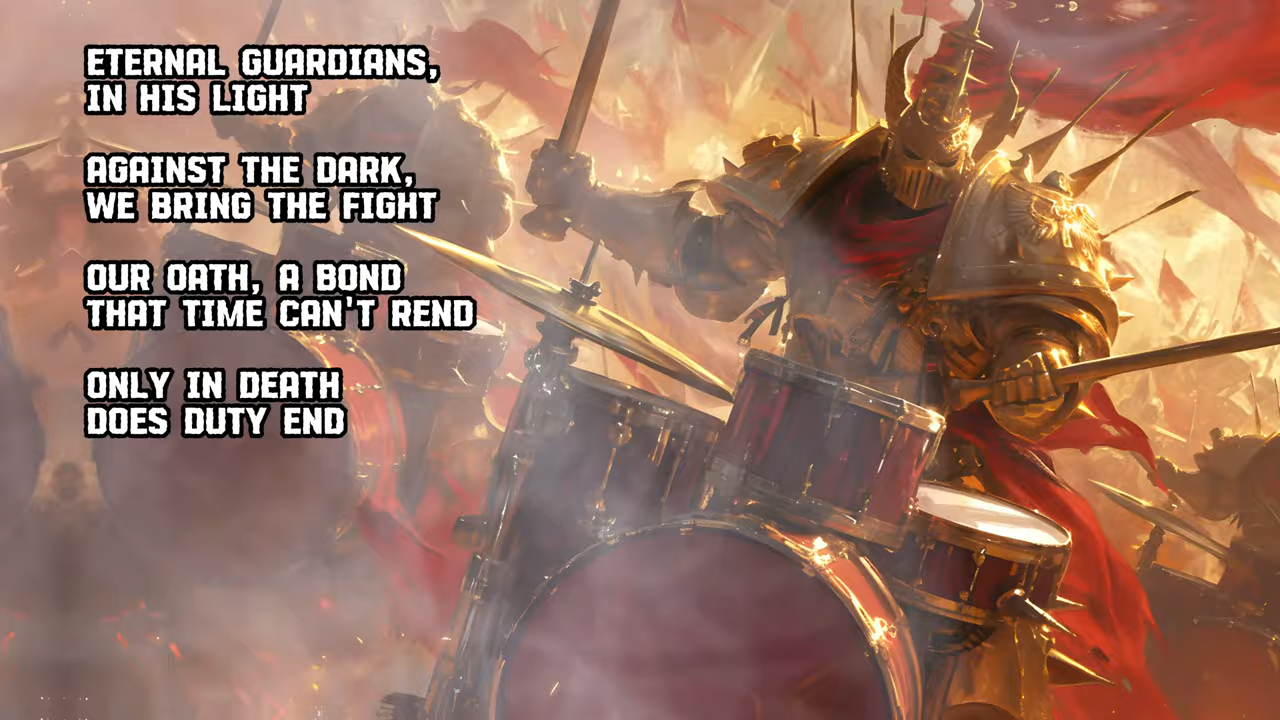 ETERNAL GUARDIANS,
IN HIS LIGHT
AGAINST THE DARK,
WE BRING THE FIGHT
OUR OATH, A BOND
THAT TIME CAN'T REND
ONLY IN DEATH
DOES DUTY END